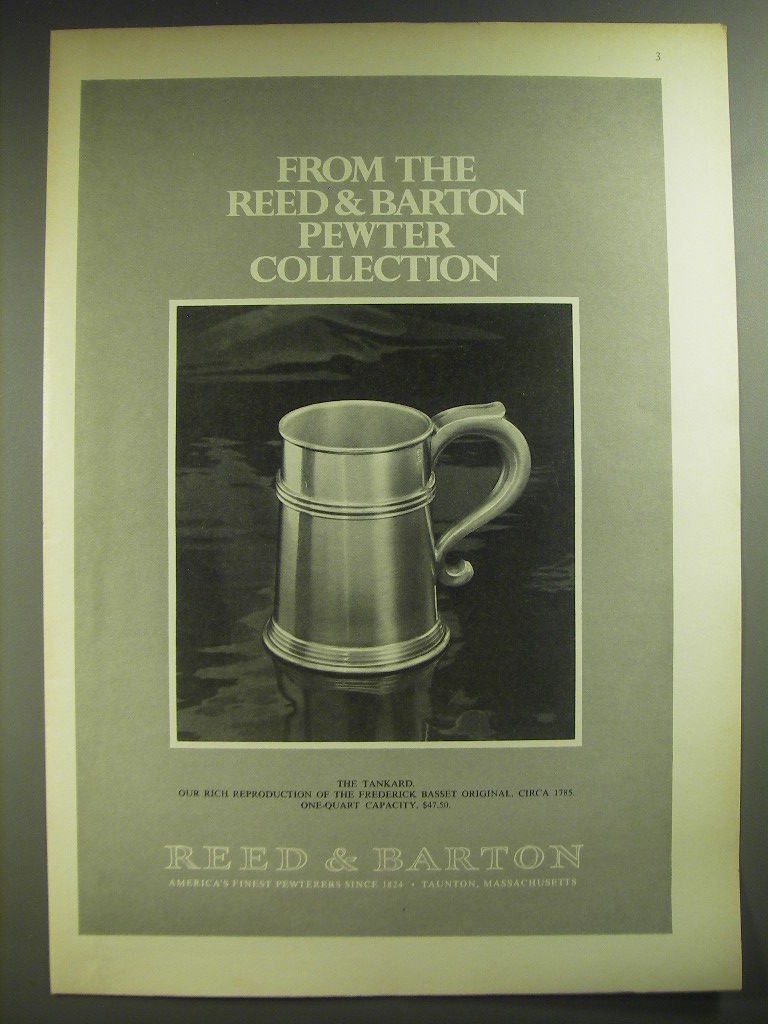 3
FROM THE
REED & BARTON
PEWTER
COLLECTION
THE TANKARD.
OUR RICH REPRODUCTION OF THE FREDERICK BASSET ORIGINAL, CIRCA 1785.
ONE-QUART CAPACITY, $47.50.
REED & BARTON
AMERICA'S FINEST PEWTERERS SINCE 1824 • TAUNTON, MASSACHUSETTS